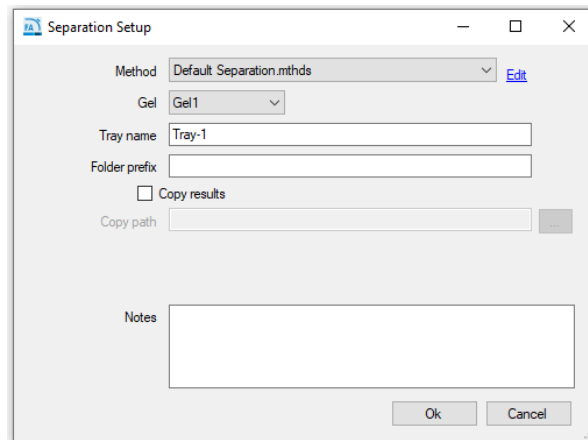 FA Separation Setup
Method Default Separation.mthds Edit
Gel Gel1
Tray name Tray-1
Folder prefix
Copy results
Copy path ...
Notes
Ok Cancel